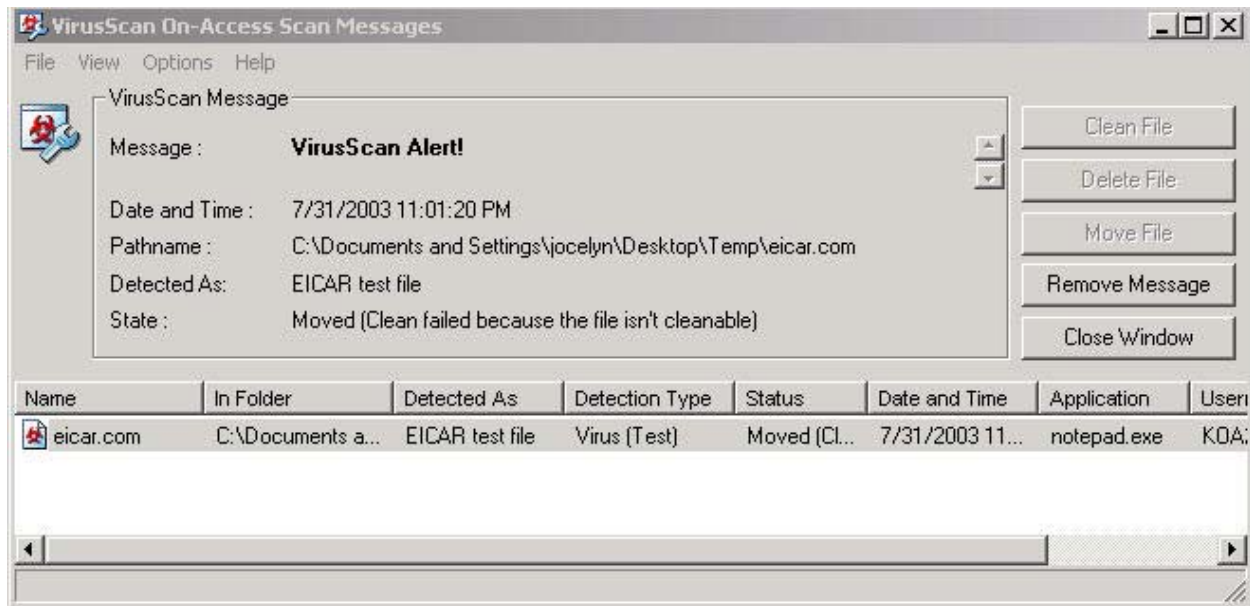 VirusScan On-Access Scan Messages
File View Options Help
VirusScan Message
Message : VirusScan Alert!
Date and Time : 7/31/2003 11:01:20 PM
Pathname : C:\Documents and Settings\jocelyn\Desktop\Temp\eicar.com
Detected As: EICAR test file
State : Moved (Clean failed because the file isn't cleanable)
Clean File
Delete File
Move File
Remove Message
Close Window
Name In Folder Detected As Detection Type Status Date and Time Application
eicar.com C:\Documents a... EICAR test file Virus (Test) Moved (Cl... 7/31/2003 11... notepad.exe